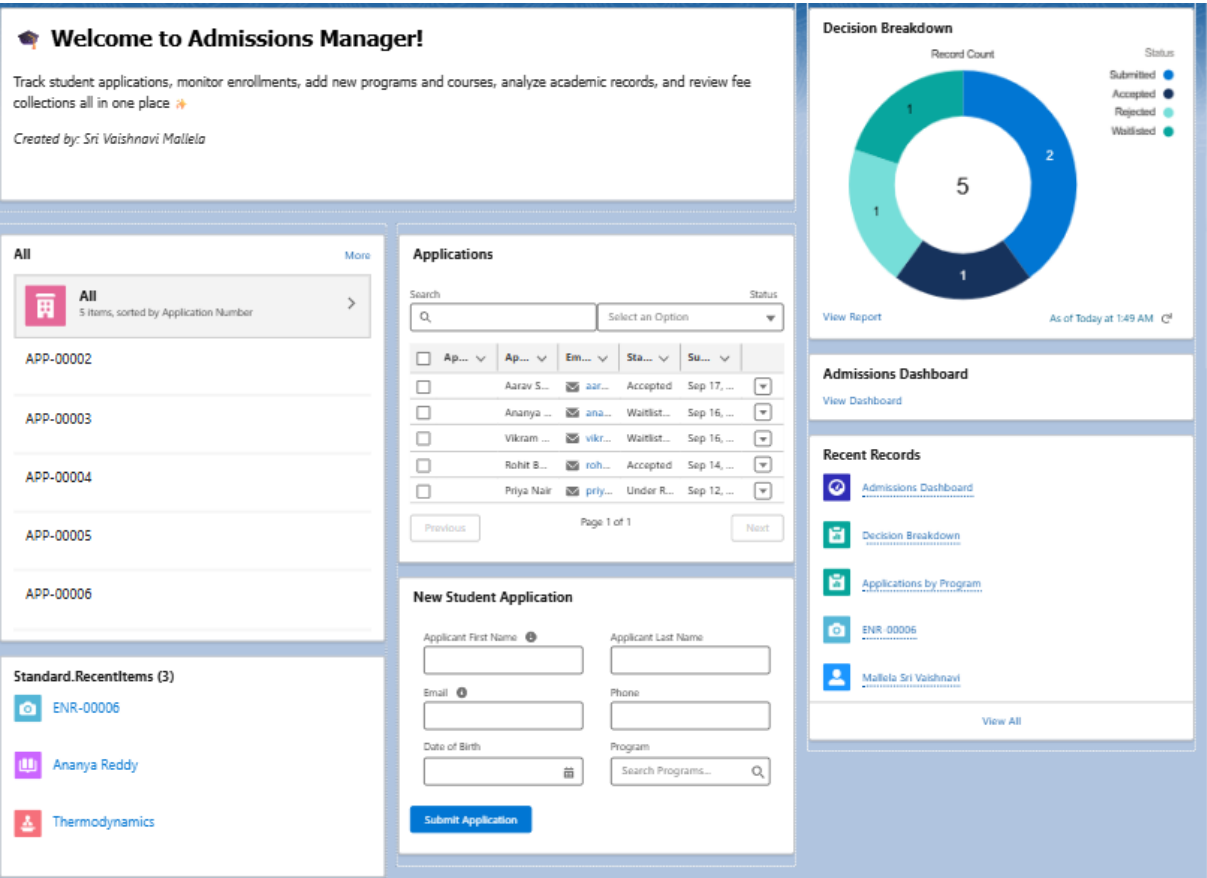 Welcome to Admissions Manager!
Track student applications, monitor enrollments, add new programs and courses, analyze academic records, and review fee
collections all in one place
Created by: Sri Vaishnavi Mallela
All
More
All
5 items, sorted by Application Number
APP-00002
APP-00003
APP-00004
APP-00005
APP-00006
Standard.RecentItems (3)
ENR-00006
Ananya Reddy
Thermodynamics
Applications
Search
Status
Select an Option
Ap... Ap... Em... Sta... Su...
Aarav S... aar... Accepted Sep 17, ...
Ananya ... ana... Waitlist... Sep 16, ...
Vikram ... vikr... Waitlist... Sep 16, ...
Rohit B... roh... Accepted Sep 14, ...
Priya Nair priy... Under R... Sep 12, ...
Previous Page 1 of 1 Next
New Student Application
Applicant First Name Applicant Last Name
Email Phone
Date of Birth Program
Search Programs...
Submit Application
Decision Breakdown
Record Count
Status
Submitted
Accepted
Rejected
Waitlisted
1
2
5
1
1
View Report As of Today at 1:49 AM
Admissions Dashboard
View Dashboard
Recent Records
Admissions Dashboard
Decision Breakdown
Applications by Program
ENR-00006
Mallela Sri Vaishnavi
View All